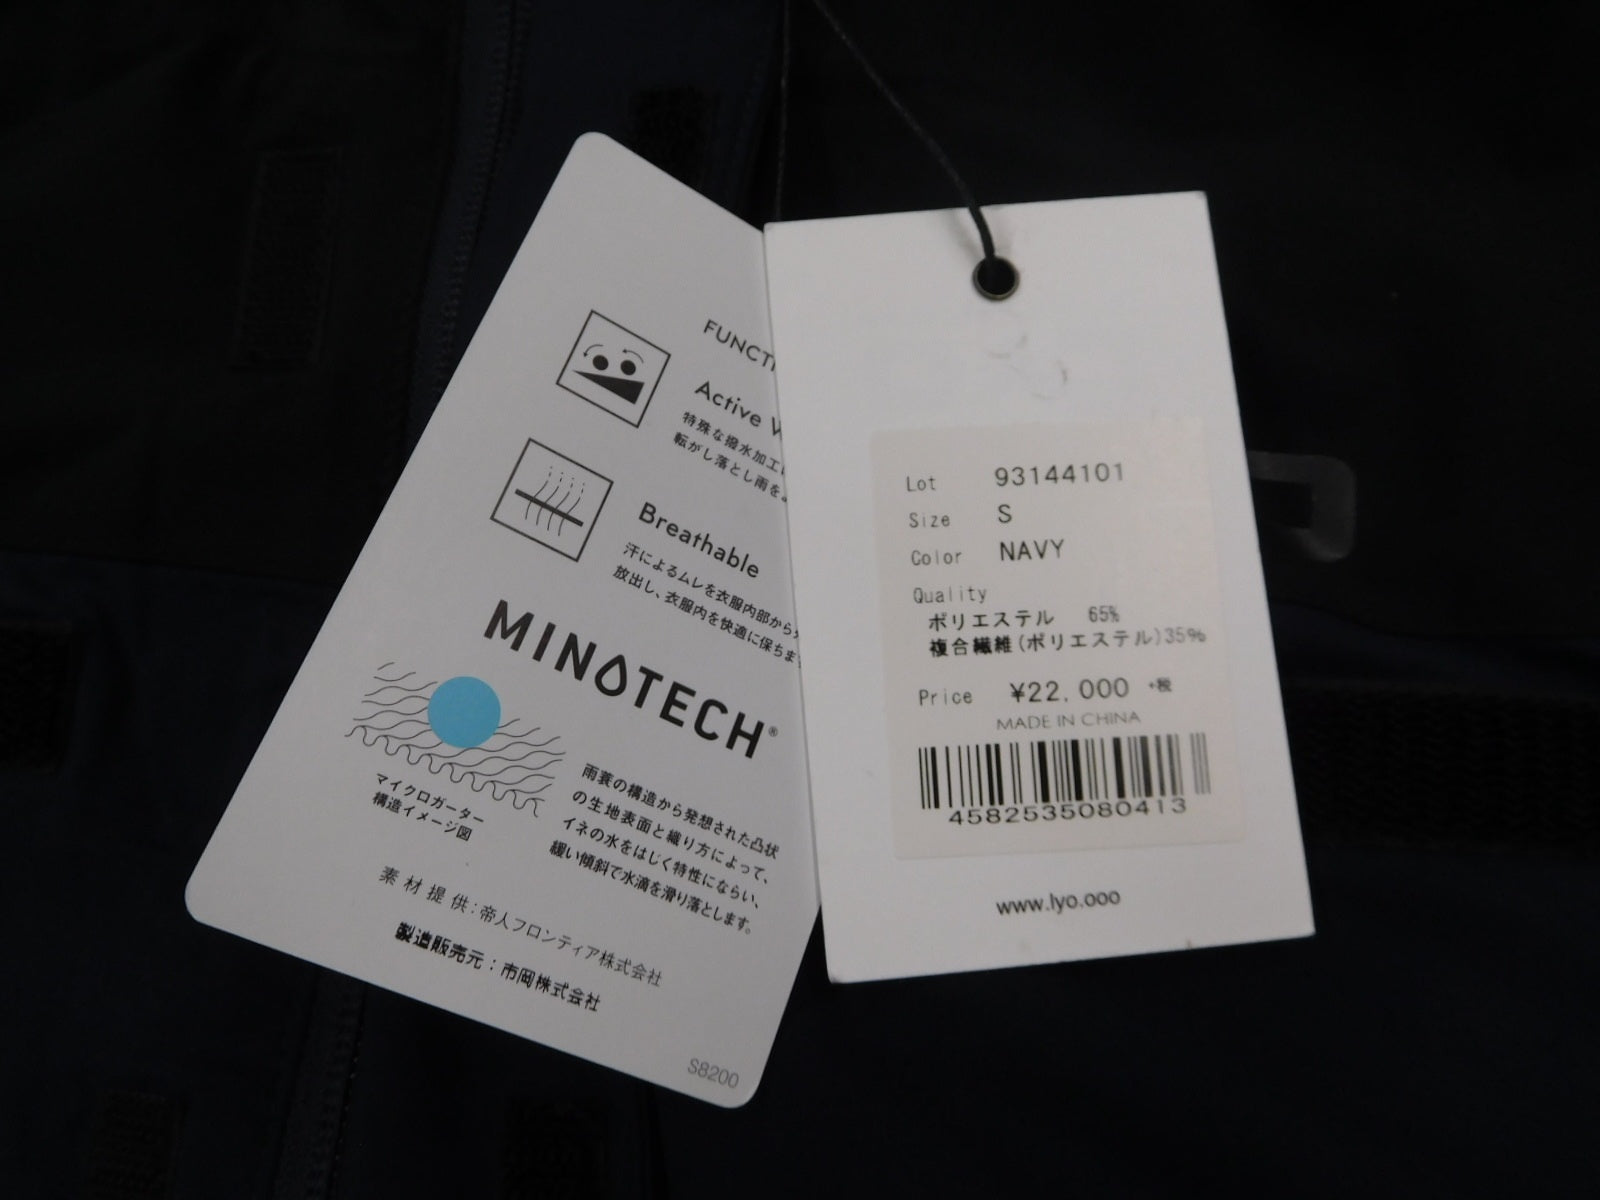 Active
特殊な撥水加工
転がし落とし雨を
Breathable
汗によるムレを衣服内部から
放出し、衣服内を快適に保ちま
MINOTECH®
マイクロガーター
構造イメージ図
雨蓑の構造から発想された凸状
の生地表面と織り方によって、
イネの水をはじく特性にならい、
緩い傾斜で水滴を滑り落とします。
素材提供:帝人フロンティア株式会社
製造販売元:市岡株式会社
S8200
Lot 93144101
Size S
Color NAVY
Quality
ポリエステル 65%
複合繊維(ポリエステル)35%
Price ¥22,000 +税
MADE IN CHINA
4582535080413
www.lyo.ooo